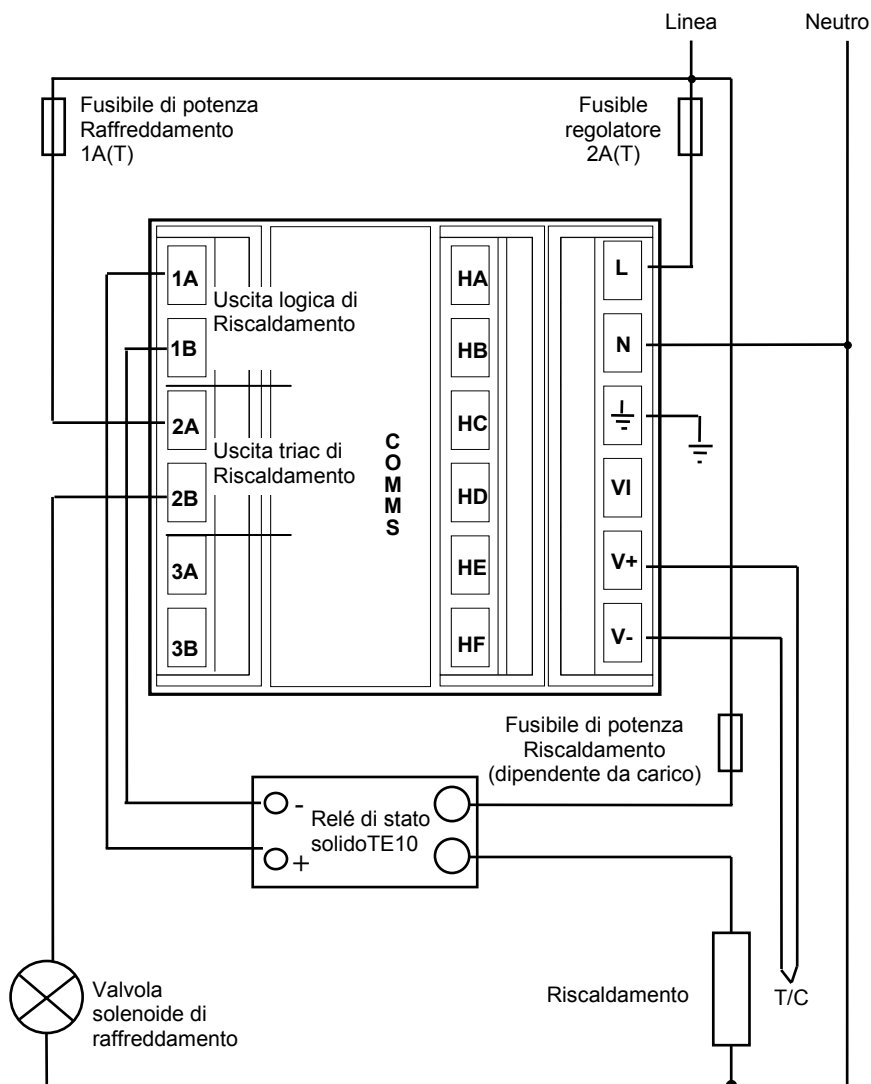 Linea
Neutro
Fusibile di potenza
Raffreddamento
1A(T)
Fusible
regolatore
2A(T)
1A
1B
2A
2B
3A
3B
Uscita logica di
Riscaldamento
Uscita triac di
Riscaldamento
C
O
M
M
S
HA
HB
HC
HD
HE
HF
L
N
VI
V+
V-
Fusibile di potenza
Riscaldamento
(dipendente da carico)
-
+
Relé di stato
solidoTE10
Valvola
solenoide di
raffreddamento
Riscaldamento
T/C